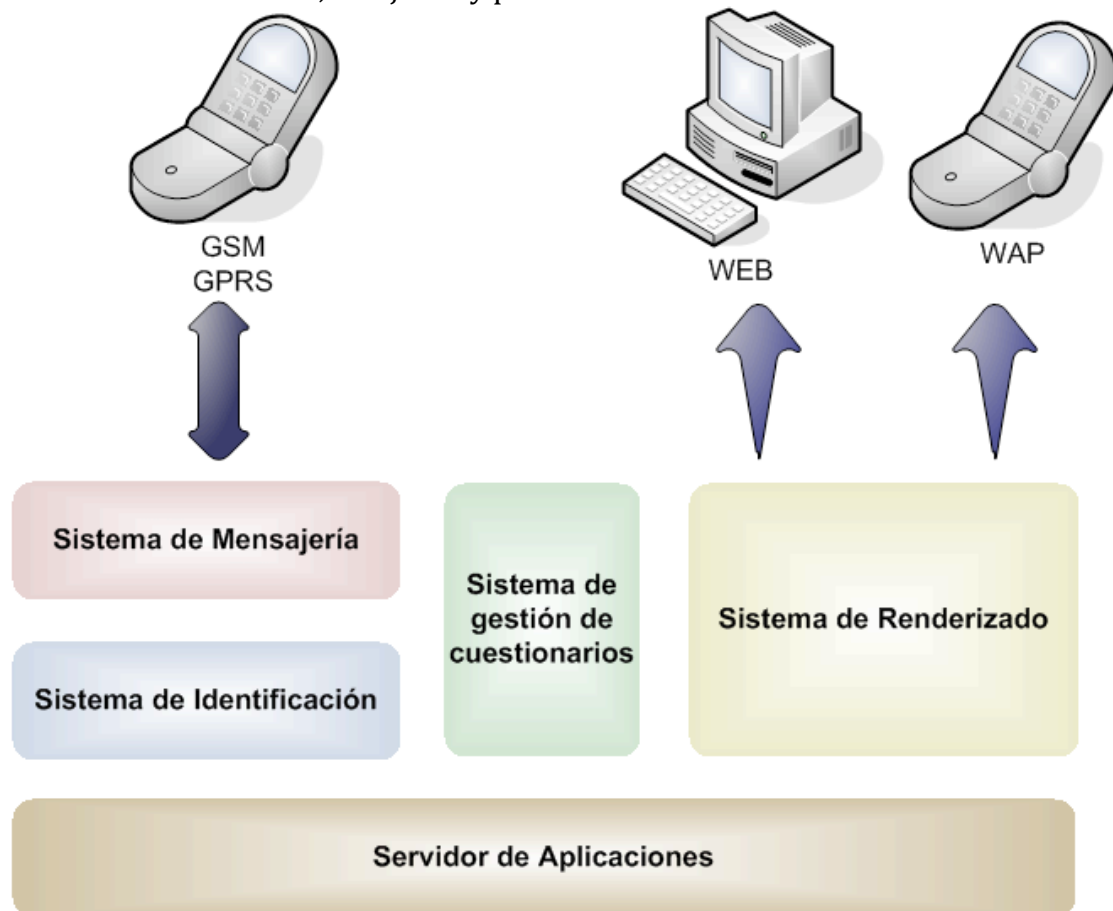 GSM
GPRS
WEB
WAP
Sistema de Mensajería
Sistema de
gestión de
cuestionarios
Sistema de Renderizado
Sistema de Identificación
Servidor de Aplicaciones